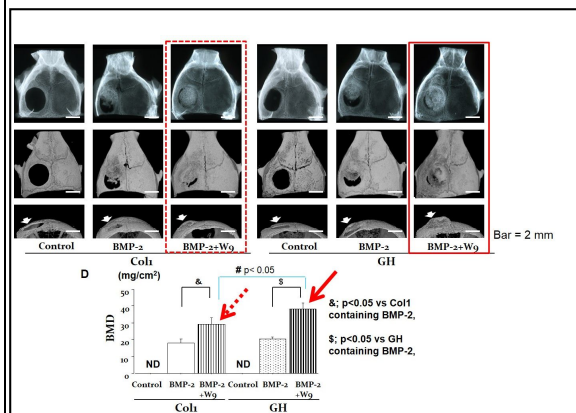 Control BMP-2 BMP-2+W9 Control BMP-2 BMP-2+W9
Bar = 2 mm
Col1 GH
D
(mg/cm²)
# p< 0.05
& $
50
40
30
20
10
0
BMD
ND ND
Control BMP-2 BMP-2 +W9 Control BMP-2 BMP-2 +W9
Col1 GH
&; p<0.05 vs Col1
containing BMP-2,
$; p<0.05 vs GH
containing BMP-2,